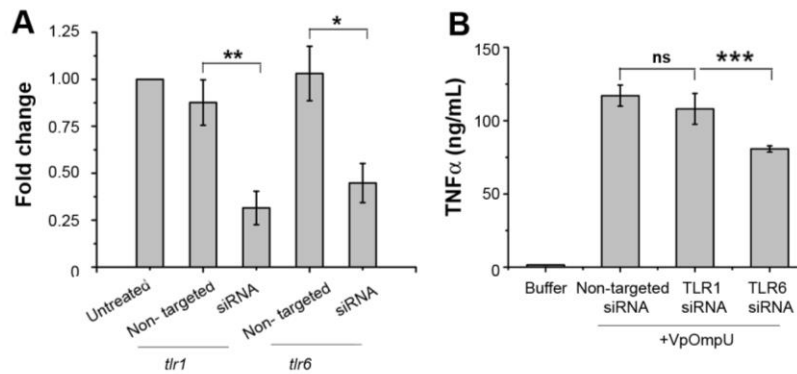 A
Fold change
1.25
1.00
0.75
0.50
0.25
0
**
*
Untreated
Non- targeted
siRNA
Non- targeted
siRNA
tlr1
tlr6
B
TNFα (ng/mL)
150
100
50
0
ns
***
Buffer
Non-targeted
siRNA
TLR1
siRNA
TLR6
siRNA
+VpOmpU